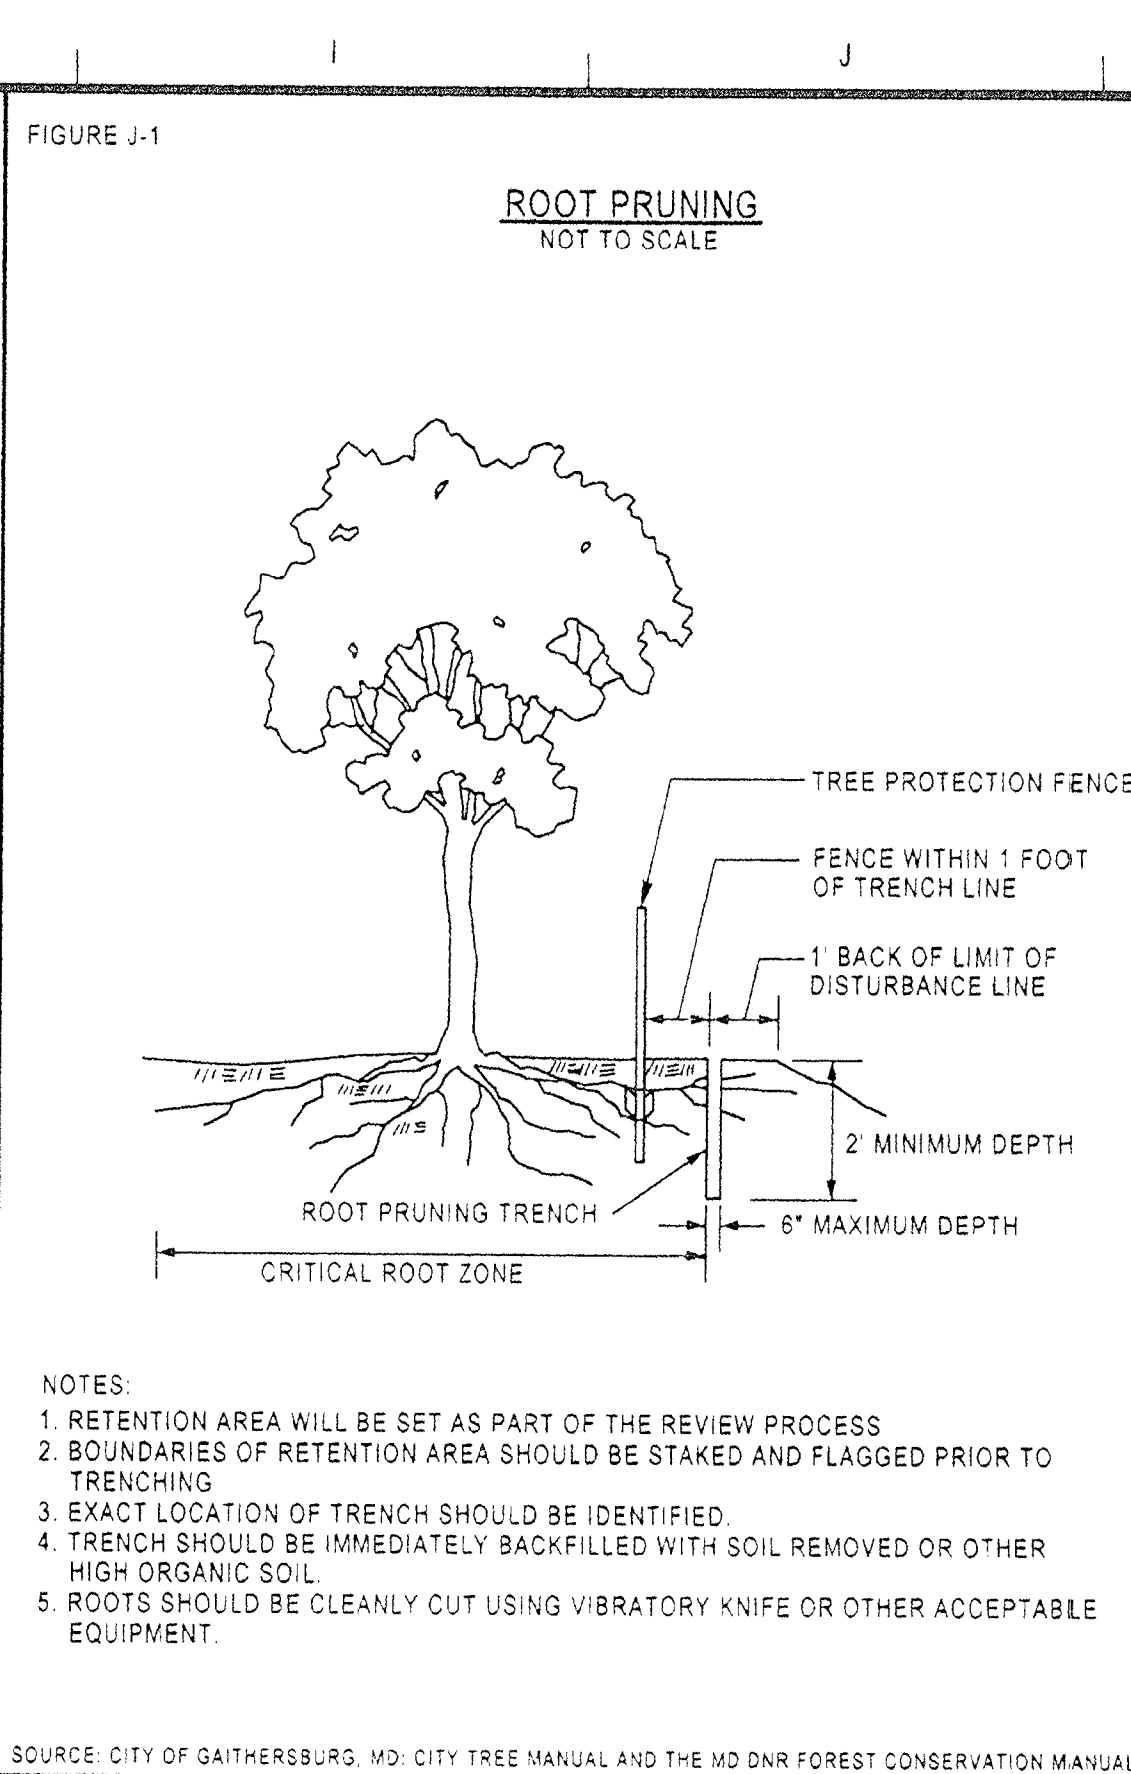 I
J
FIGURE J-1
ROOT PRUNING
NOT TO SCALE
TREE PROTECTION FENCE
FENCE WITHIN 1 FOOT
OF TRENCH LINE
1' BACK OF LIMIT OF
DISTURBANCE LINE
2' MINIMUM DEPTH
ROOT PRUNING TRENCH
6" MAXIMUM DEPTH
CRITICAL ROOT ZONE
NOTES:
1. RETENTION AREA WILL BE SET AS PART OF THE REVIEW PROCESS
2. BOUNDARIES OF RETENTION AREA SHOULD BE STAKED AND FLAGGED PRIOR TO
TRENCHING
3. EXACT LOCATION OF TRENCH SHOULD BE IDENTIFIED.
4. TRENCH SHOULD BE IMMEDIATELY BACKFILLED WITH SOIL REMOVED OR OTHER
HIGH ORGANIC SOIL.
5. ROOTS SHOULD BE CLEANLY CUT USING VIBRATORY KNIFE OR OTHER ACCEPTABLE
EQUIPMENT.
SOURCE: CITY OF GAITHERSBURG, MD: CITY TREE MANUAL AND THE MD DNR FOREST CONSERVATION MANUAL